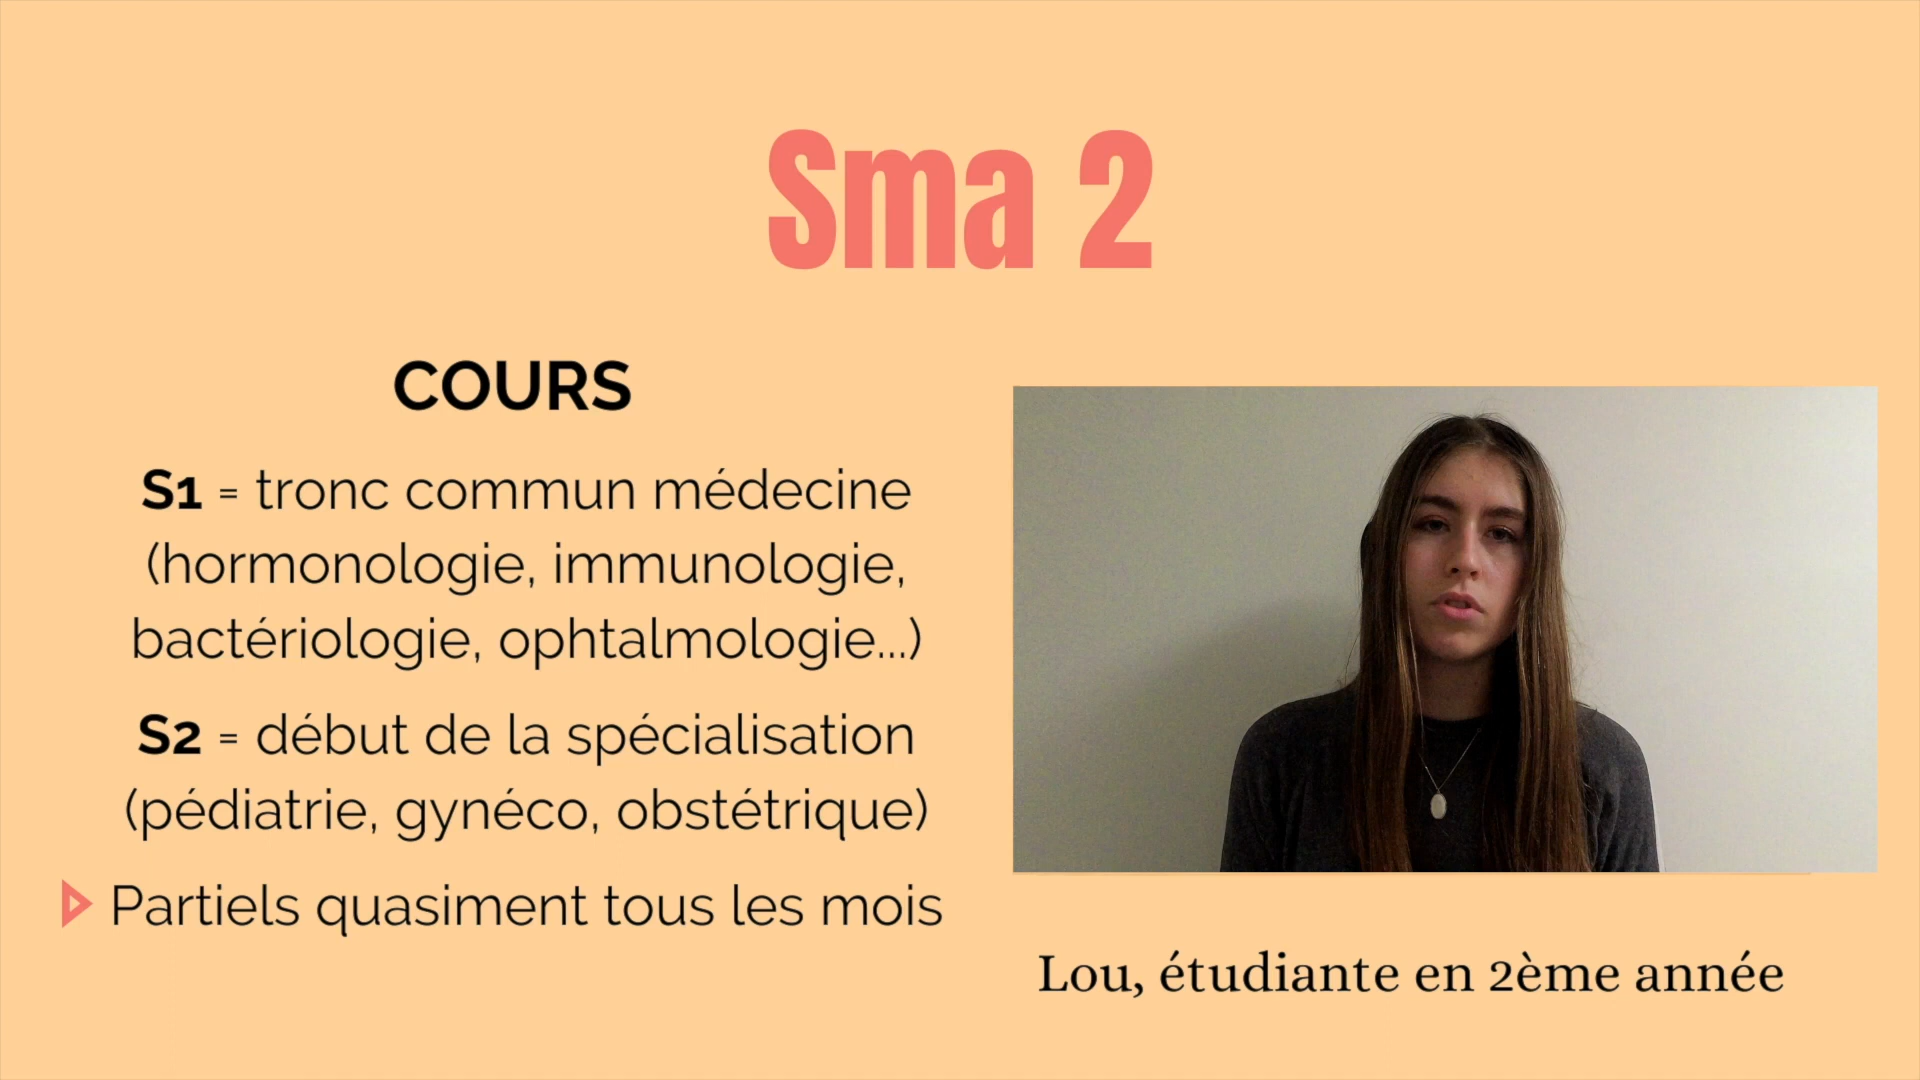 Sma 2
COURS
S1 = tronc commun médecine
(hormonologie, immunologie,
bactériologie, ophtalmologie...)
S2 = début de la spécialisation
(pédiatrie, gynéco, obstétrique)
Partiels quasiment tous les mois
Lou, étudiante en 2ème année